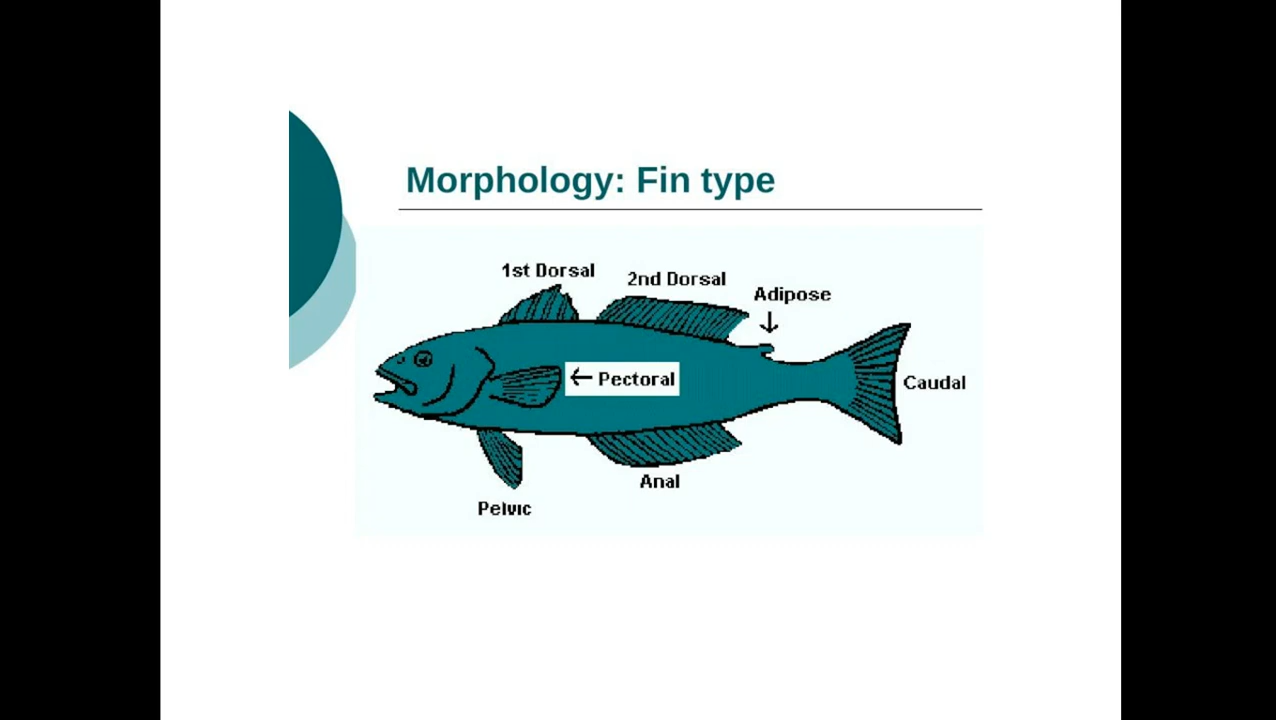 Morphology: Fin type
1st Dorsal
2nd Dorsal
Adipose
Pectoral
Caudal
Anal
Pelvic